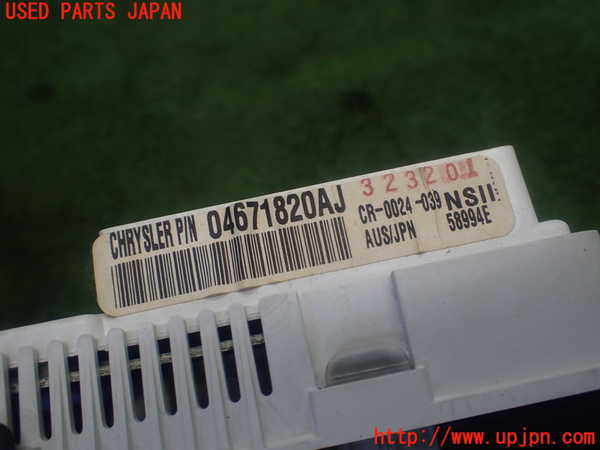 USED PARTS JAPAN
323201
CHRYSLER P/N 04671820AJ
CR-0024-039 NSII
AUS/JPN 58994E
http://www.upjpn.com